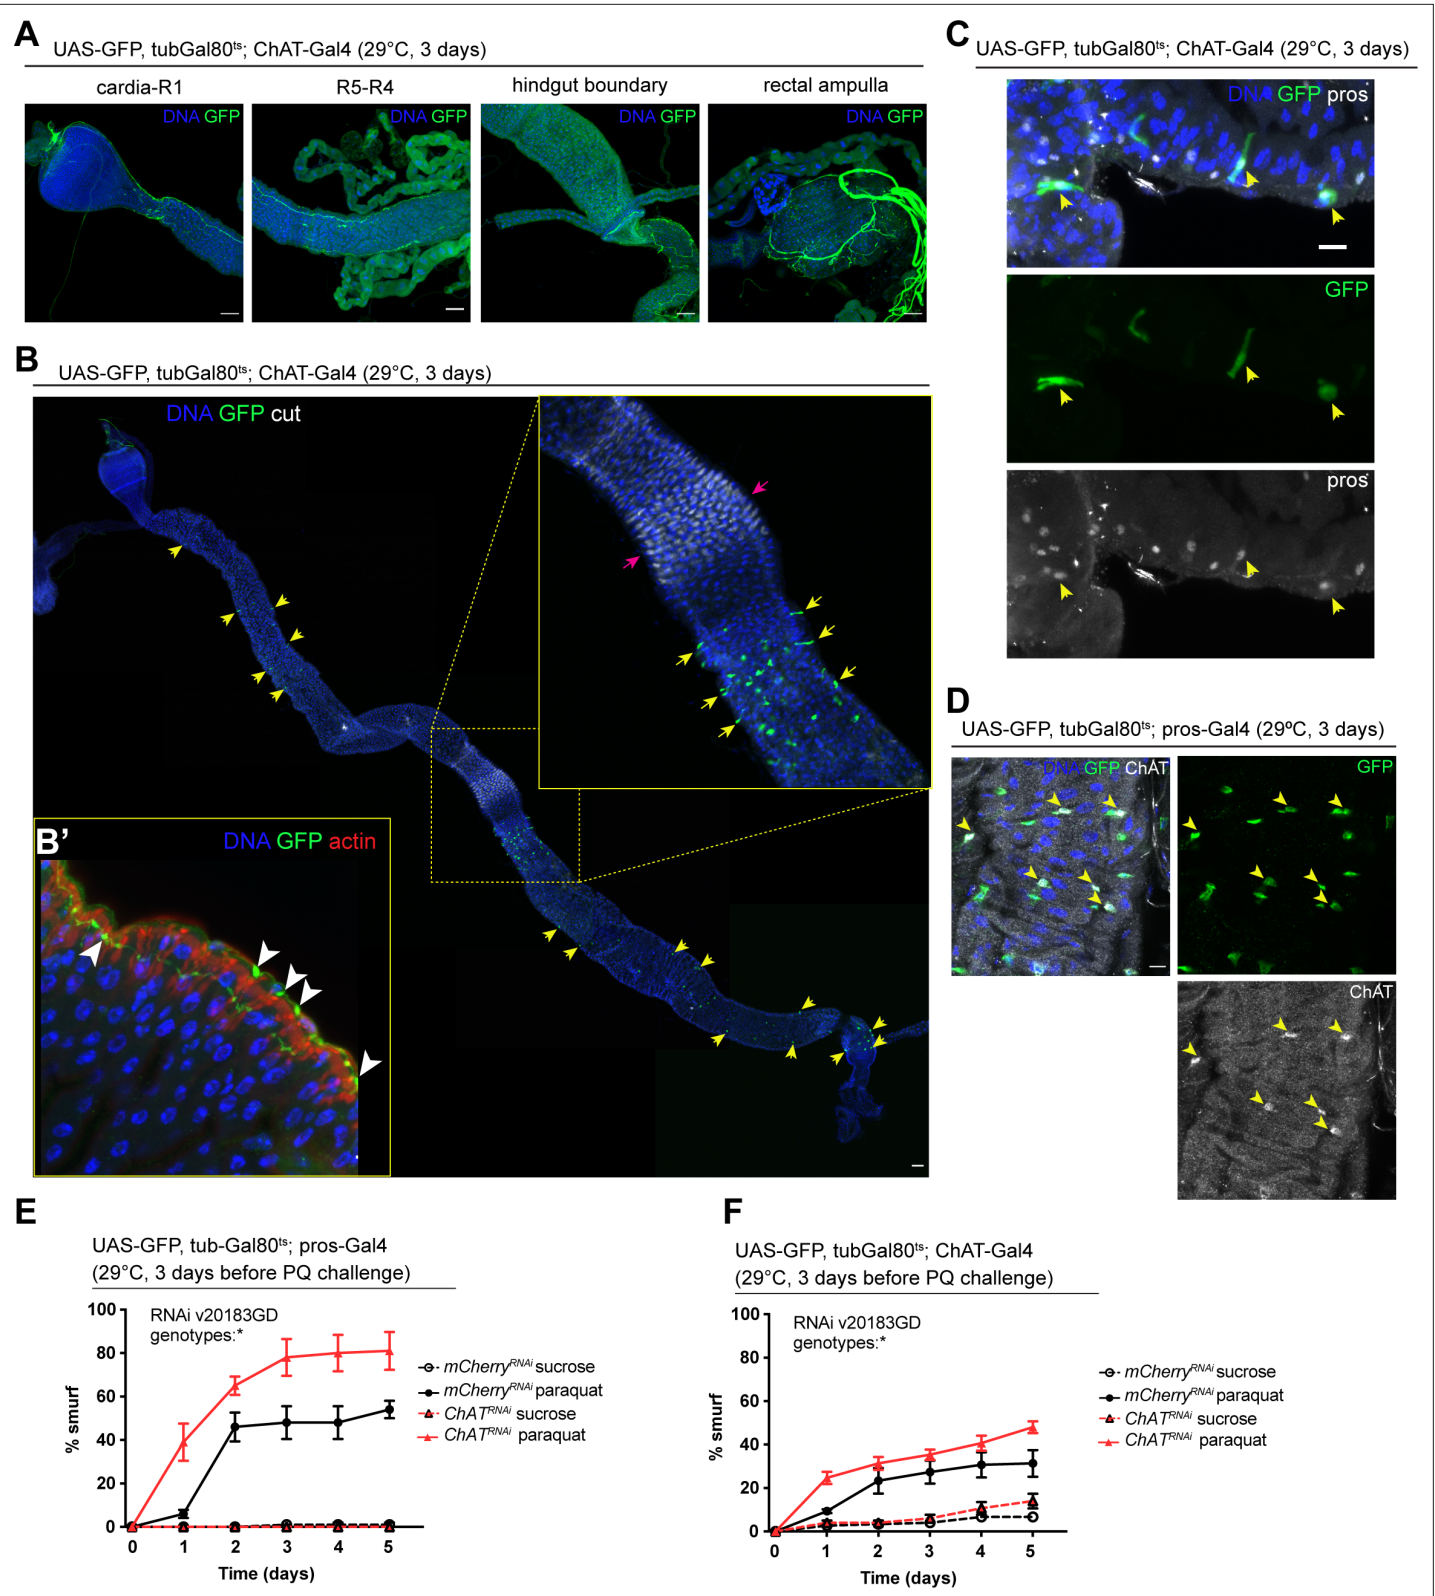 A
UAS-GFP, tubGal80ts; ChAT-Gal4 (29°C, 3 days)
cardia-R1
R5-R4
hindgut boundary
rectal ampulla
DNA GFP
DNA GFP
DNA GFP
DNA GFP
B
UAS-GFP, tubGal80ts; ChAT-Gal4 (29°C, 3 days)
DNA GFP cut
B’
DNA GFP actin
C
UAS-GFP, tubGal80ts; ChAT-Gal4 (29°C, 3 days)
DNA GFP pros
GFP
pros
D
UAS-GFP, tubGal80ts; pros-Gal4 (29ºC, 3 days)
DNA GFP ChAT
GFP
ChAT
E
UAS-GFP, tub-Gal80ts; pros-Gal4
(29°C, 3 days before PQ challenge)
RNAi v20183GD
genotypes:*
% smurf
100
80
60
40
20
0
0 1 2 3 4 5
Time (days)
mCherryRNAi sucrose
mCherryRNAi paraquat
ChATRNAi sucrose
ChATRNAi paraquat
F
UAS-GFP, tubGal80ts; ChAT-Gal4
(29°C, 3 days before PQ challenge)
RNAi v20183GD
genotypes:*
% smurf
100
80
60
40
20
0
0 1 2 3 4 5
Time (days)
mCherryRNAi sucrose
mCherryRNAi paraquat
ChATRNAi sucrose
ChATRNAi paraquat